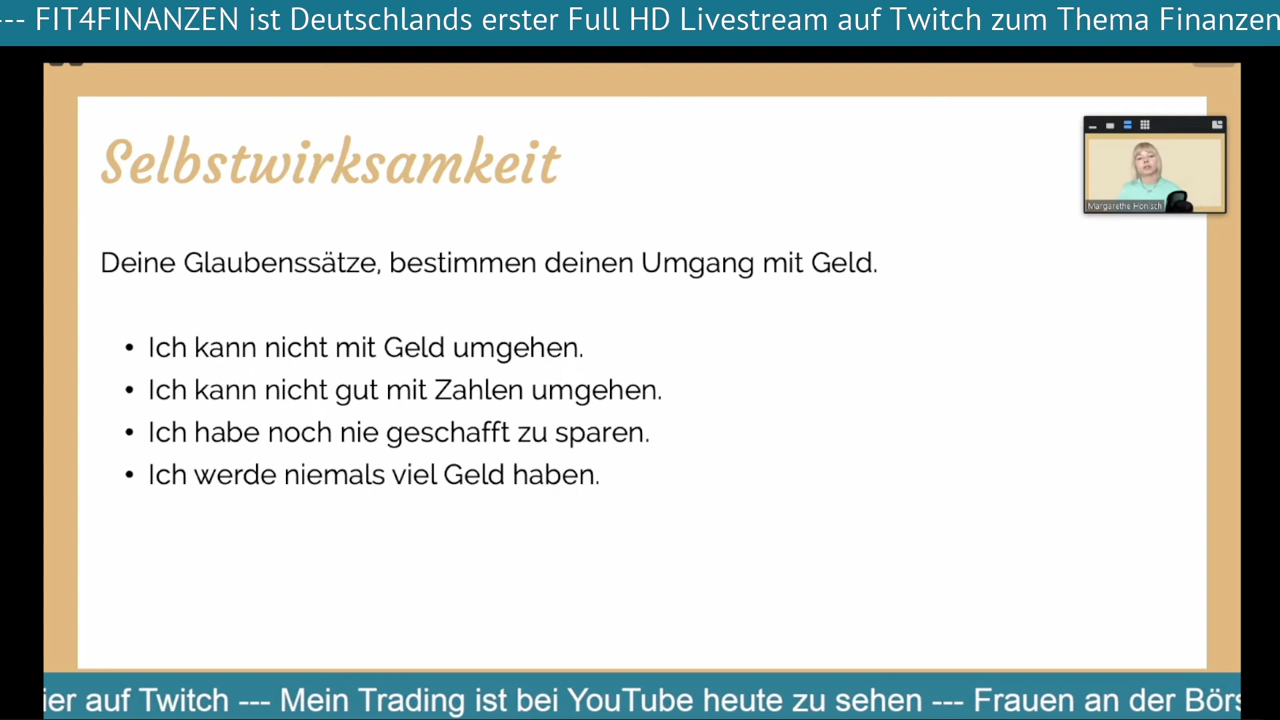 --- FIT4FINANZEN ist Deutschlands erster Full HD Livestream auf Twitch zum Thema Finanzen
Selbstwirksamkeit
Margarethe Honisch
Deine Glaubenssätze, bestimmen deinen Umgang mit Geld.
• Ich kann nicht mit Geld umgehen.
• Ich kann nicht gut mit Zahlen umgehen.
• Ich habe noch nie geschafft zu sparen.
• Ich werde niemals viel Geld haben.
ier auf Twitch --- Mein Trading ist bei YouTube heute zu sehen --- Frauen an der Börs